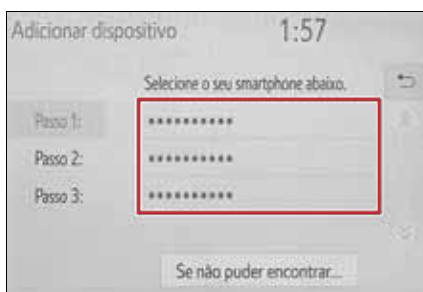 Adicionar dispositivo 1:57
Selecione o seu smartphone abaixo.
Passo 1: **********
Passo 2: **********
Passo 3: **********
Se não puder encontrar...